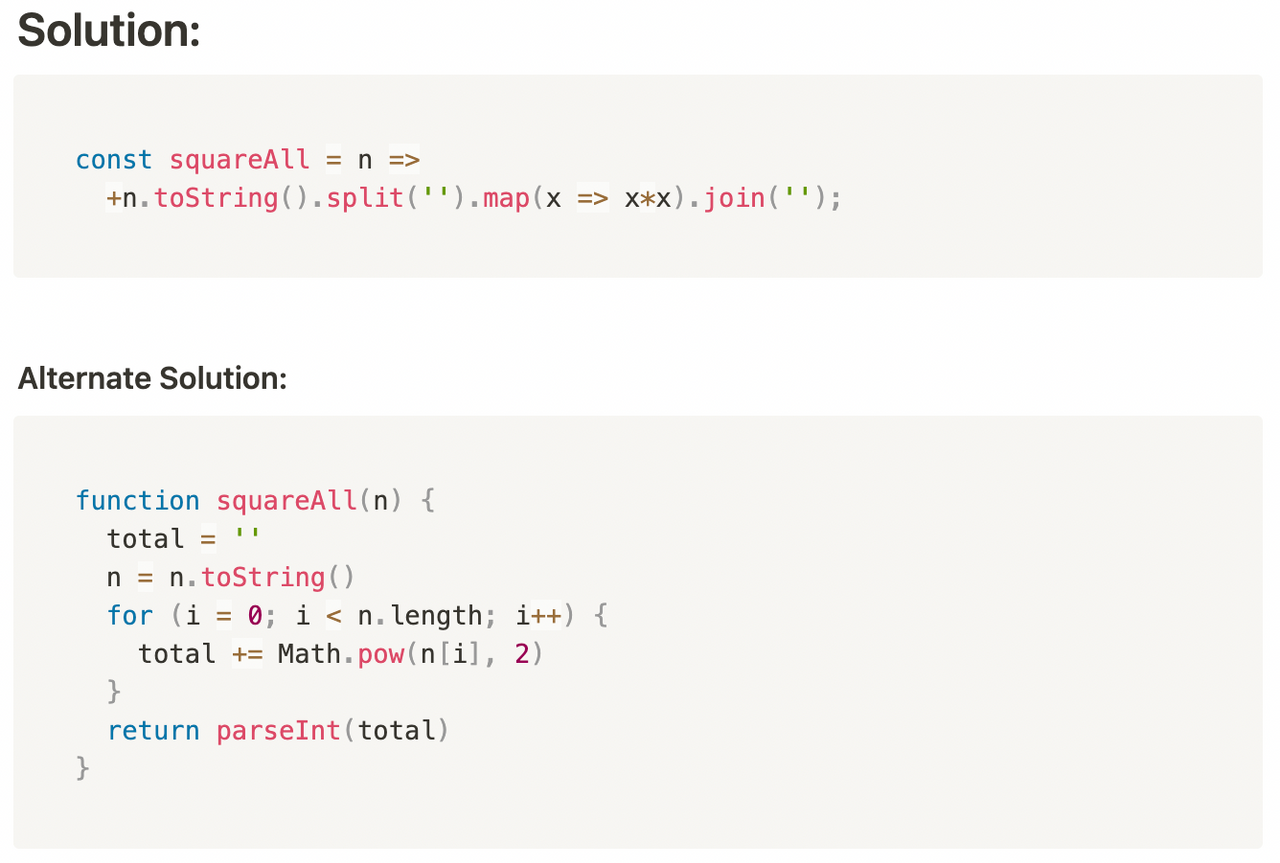 Solution:
const squareAll = n =>
  +n.toString().split('').map(x => x*x).join('');
Alternate Solution:
function squareAll(n) {
  total = ''
  n = n.toString()
  for (i = 0; i < n.length; i++) {
    total += Math.pow(n[i], 2)
  }
  return parseInt(total)
}